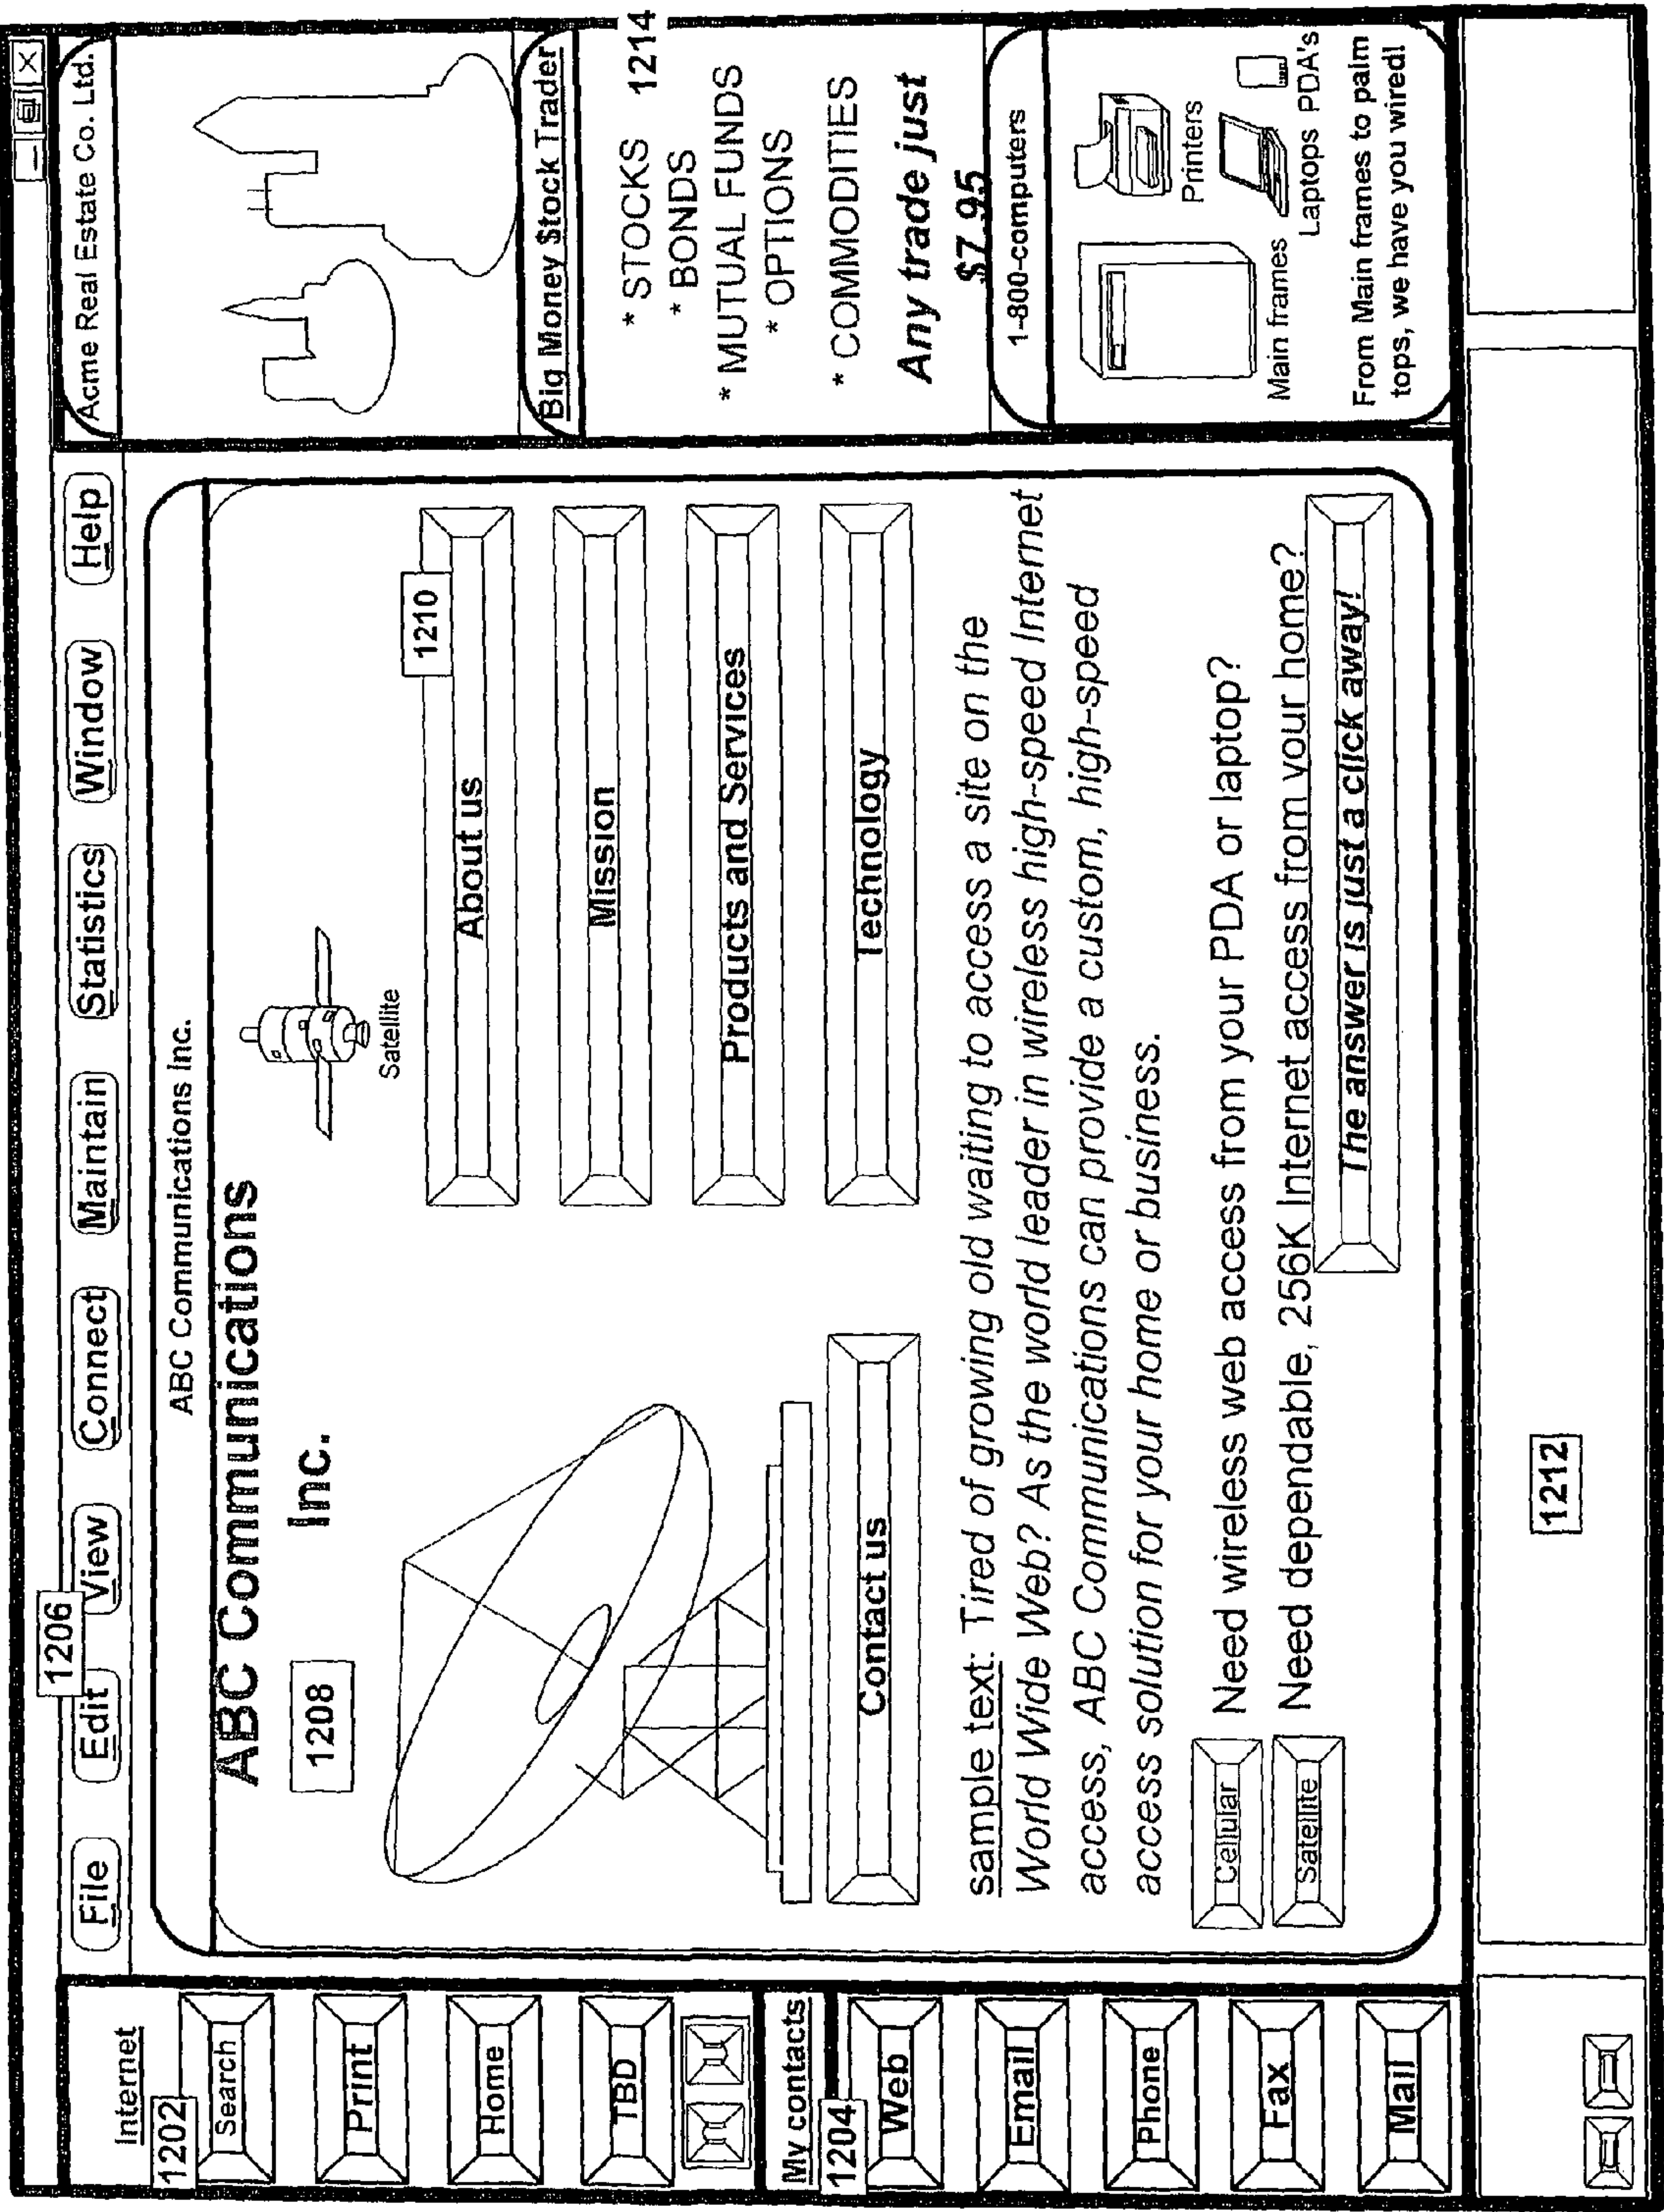 1206
File Edit View Connect Maintain Statistics Window Help
Internet
1202
Search
Print
Home
TBD
My contacts
1204
Web
Email
Phone
Fax
Mail
ABC Communications Inc.
ABC Communications
Inc.
1208
Satellite
1210
About us
Mission
Products and Services
Technology
Contact us
sample text: Tired of growing old waiting to access a site on the
World Wide Web? As the world leader in wireless high-speed Internet
access, ABC Communications can provide a custom, high-speed
access solution for your home or business.
Cellular Need wireless web access from your PDA or laptop?
Satellite Need dependable, 256K Internet access from your home?
The answer is just a click away!
Acme Real Estate Co. Ltd.
Big Money $tock Trader
* STOCKS 1214
* BONDS
* MUTUAL FUNDS
* OPTIONS
* COMMODITIES
Any trade just
$7.95
1-800-computers
Printers
Main frames
Laptops PDA's
From Main frames to palm
tops, we have you wired!
1212